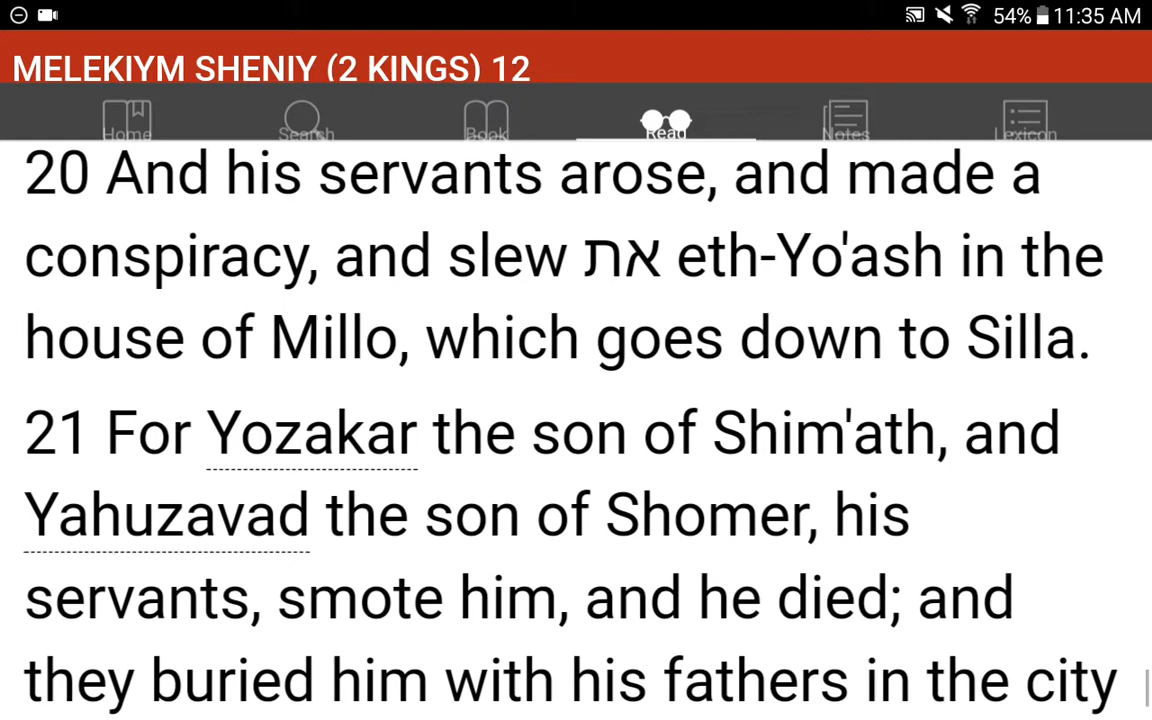 54% 11:35 AM
MELEKIYM SHENIY (2 KINGS) 12
Home Search Book Read Notes Lexicon
20 And his servants arose, and made a
conspiracy, and slew את eth-Yo'ash in the
house of Millo, which goes down to Silla.
21 For Yozakar the son of Shim'ath, and
Yahuzavad the son of Shomer, his
servants, smote him, and he died; and
they buried him with his fathers in the city